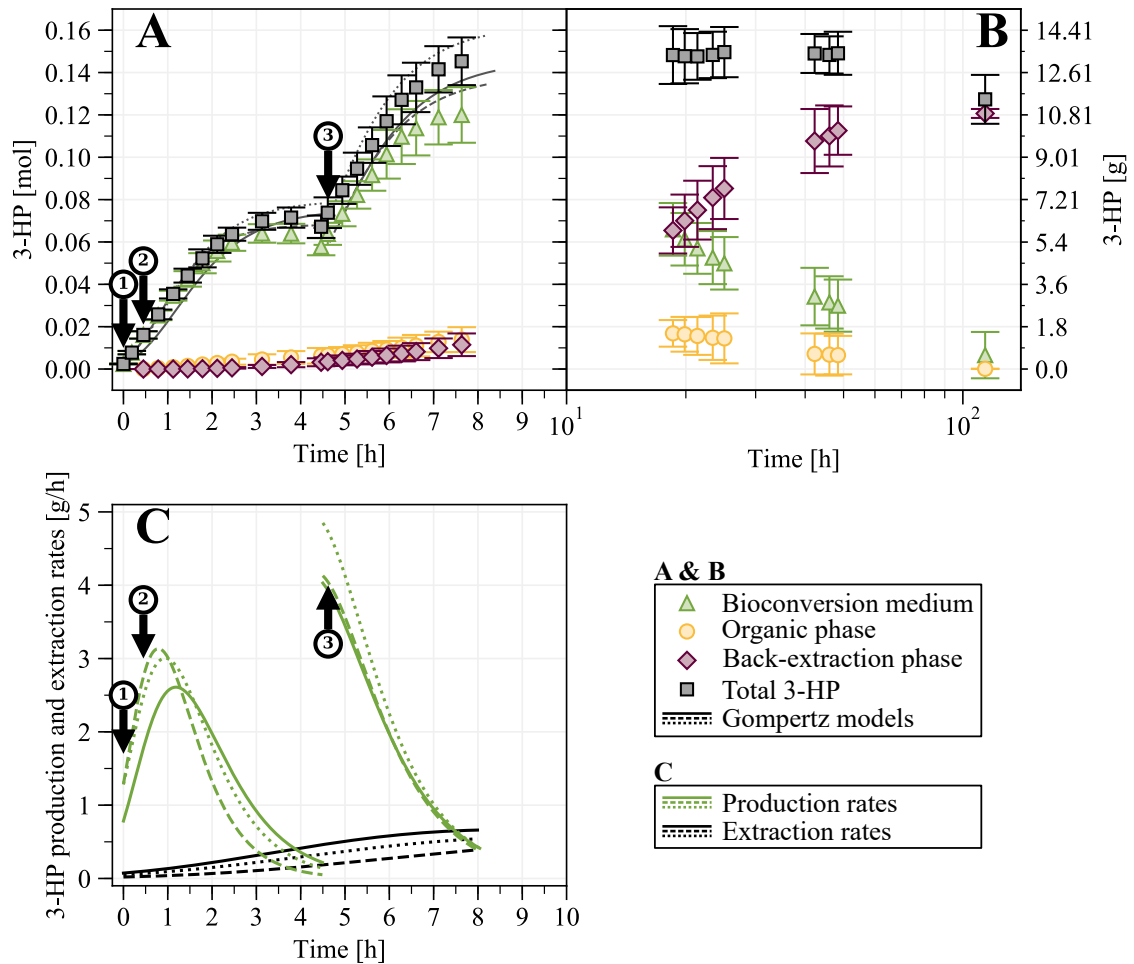 A
B
3-HP [mol]
0.16
0.14
0.12
0.10
0.08
0.06
0.04
0.02
0.00
1
2
3
14.41
12.61
10.81
9.01
7.21
5.4
3.6
1.8
0.0
3-HP [g]
0 1 2 3 4 5 6 7 8 9 10¹ 10²
Time [h]
Time [h]
C
3-HP production and extraction rates [g/h]
5
4
3
2
1
0
1
2
3
0 1 2 3 4 5 6 7 8 9 10
Time [h]
A & B
Bioconversion medium
Organic phase
Back-extraction phase
Total 3-HP
Gompertz models
C
Production rates
Extraction rates